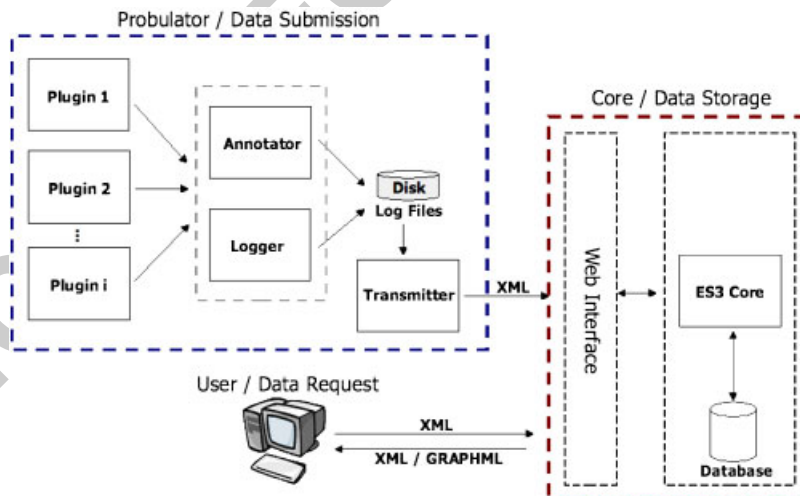 Probulator / Data Submission
Plugin 1
Plugin 2
Plugin i
Annotator
Logger
Disk
Log Files
Transmitter
XML
Core / Data Storage
Web Interface
ES3 Core
Database
User / Data Request
XML
XML / GRAPHML